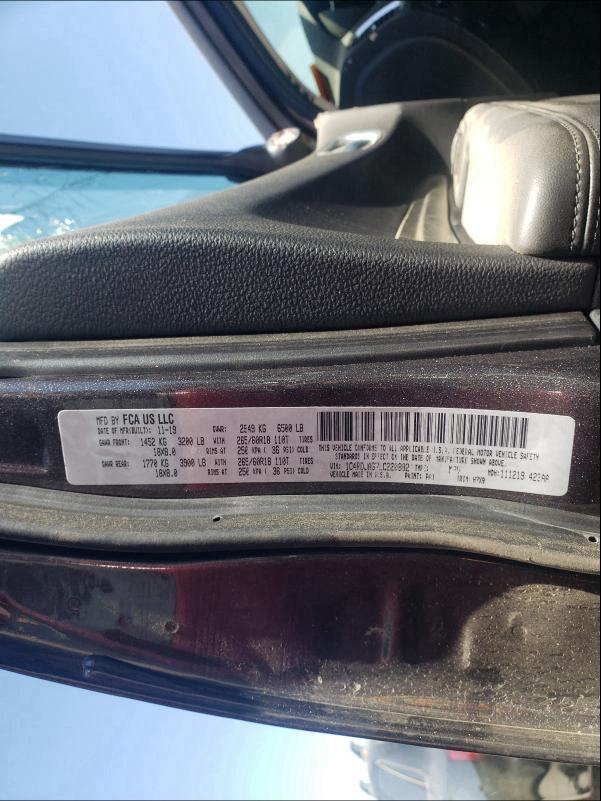 MFD BY FCA US LLC
DATE OF MFR(BUILT): 11-19 GVWR: 2949 KG 6500 LB
GAWR FRONT: 1452 KG 3200 LB WITH 265/60R18 110T TIRES
18X8.0 RIMS AT 250 KPA ( 36 PSI) COLD
GAWR REAR: 1770 KG 3900 LB WITH 265/60R18 110T TIRES
18X8.0 RIMS AT 250 KPA ( 36 PSI) COLD
THIS VEHICLE CONFORMS TO ALL APPLICABLE U.S.A. FEDERAL MOTOR VEHICLE SAFETY
STANDARDS IN EFFECT ON THE DATE OF MANUFACTURE SHOWN ABOVE.
VIN: TYPE: MPV MDH: 111219
VEHICLE MADE IN U.S.A. PAINT: TRIM: